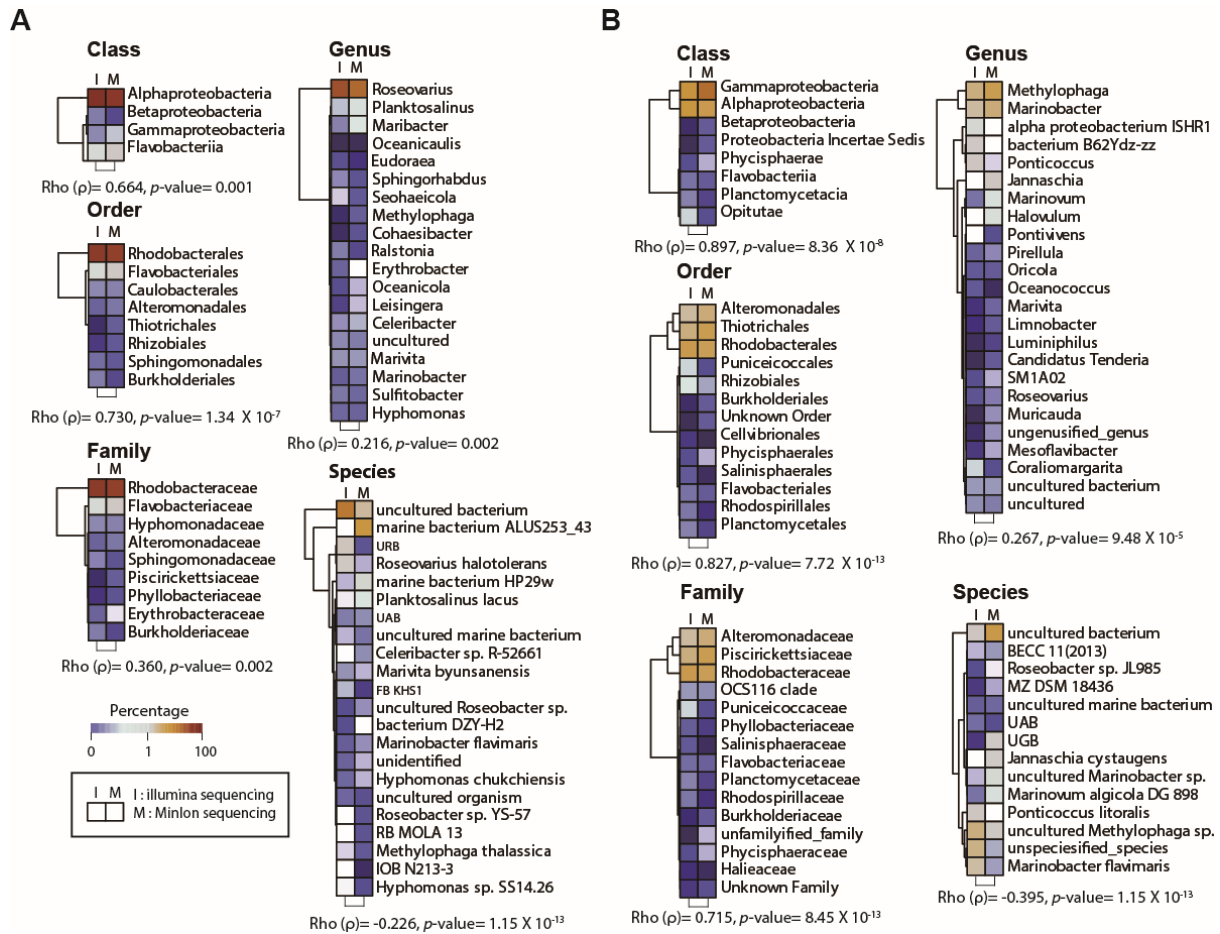 A
Class
I M
Alphaproteobacteria
Betaproteobacteria
Gammaproteobacteria
Flavobacteriia
Rho (ρ)= 0.664, p-value= 0.001
Order
I M
Rhodobacterales
Flavobacteriales
Caulobacterales
Alteromonadales
Thiotrichales
Rhizobiales
Sphingomonadales
Burkholderiales
Rho (ρ)= 0.730, p-value= 1.34 X 10-7
Family
I M
Rhodobacteraceae
Flavobacteriaceae
Hyphomonadaceae
Alteromonadaceae
Sphingomonadaceae
Piscirickettsiaceae
Phyllobacteriaceae
Erythrobacteraceae
Burkholderiaceae
Rho (ρ)= 0.360, p-value= 0.002
Percentage
0 1 100
I M
I : illumina sequencing
M : MinIon sequencing
Genus
I M
Roseovarius
Planktosalinus
Maribacter
Oceanicaulis
Eudoraea
Sphingorhabdus
Seohaeicola
Methylophaga
Cohaesibacter
Ralstonia
Erythrobacter
Oceanicola
Leisingera
Celeribacter
uncultured
Marivita
Marinobacter
Sulfitobacter
Hyphomonas
Rho (ρ)= 0.216, p-value= 0.002
Species
I M
uncultured bacterium
marine bacterium ALUS253_43
URB
Roseovarius halotolerans
marine bacterium HP29w
Planktosalinus lacus
UAB
uncultured marine bacterium
Celeribacter sp. R-52661
Marivita byunsanensis
FB KHS1
uncultured Roseobacter sp.
bacterium DZY-H2
Marinobacter flavimaris
unidentified
Hyphomonas chukchiensis
uncultured organism
Roseobacter sp. YS-57
RB MOLA 13
Methylophaga thalassica
IOB N213-3
Hyphomonas sp. SS14.26
Rho (ρ)= -0.226, p-value= 1.15 X 10-13
B
Class
I M
Gammaproteobacteria
Alphaproteobacteria
Betaproteobacteria
Proteobacteria Incertae Sedis
Phycisphaerae
Flavobacteriia
Planctomycetacia
Opitutae
Rho (ρ)= 0.897, p-value= 8.36 X 10-8
Order
I M
Alteromonadales
Thiotrichales
Rhodobacterales
Puniceicoccales
Rhizobiales
Burkholderiales
Unknown Order
Cellvibrionales
Phycisphaerales
Salinisphaerales
Flavobacteriales
Rhodospirillales
Planctomycetales
Rho (ρ)= 0.827, p-value= 7.72 X 10-13
Family
I M
Alteromonadaceae
Piscirickettsiaceae
Rhodobacteraceae
OCS116 clade
Puniceicoccaceae
Phyllobacteriaceae
Salinisphaeraceae
Flavobacteriaceae
Planctomycetaceae
Rhodospirillaceae
Burkholderiaceae
unfamilyified_family
Phycisphaeraceae
Halieaceae
Unknown Family
Rho (ρ)= 0.715, p-value= 8.45 X 10-13
Genus
I M
Methylophaga
Marinobacter
alpha proteobacterium ISHR1
bacterium B62Ydz-zz
Ponticoccus
Jannaschia
Marinovum
Halovulum
Pontivivens
Pirellula
Oricola
Oceanococcus
Marivita
Limnobacter
Luminiphilus
Candidatus Tenderia
SM1A02
Roseovarius
Muricauda
ungenusified_genus
Mesoflavibacter
Coraliomargarita
uncultured bacterium
uncultured
Rho (ρ)= 0.267, p-value= 9.48 X 10-5
Species
I M
uncultured bacterium
BECC 11(2013)
Roseobacter sp. JL985
MZ DSM 18436
uncultured marine bacterium
UAB
UGB
Jannaschia cystaugens
uncultured Marinobacter sp.
Marinovum algicola DG 898
Ponticoccus litoralis
uncultured Methylophaga sp.
unspeciesified_species
Marinobacter flavimaris
Rho (ρ)= -0.395, p-value= 1.15 X 10-13